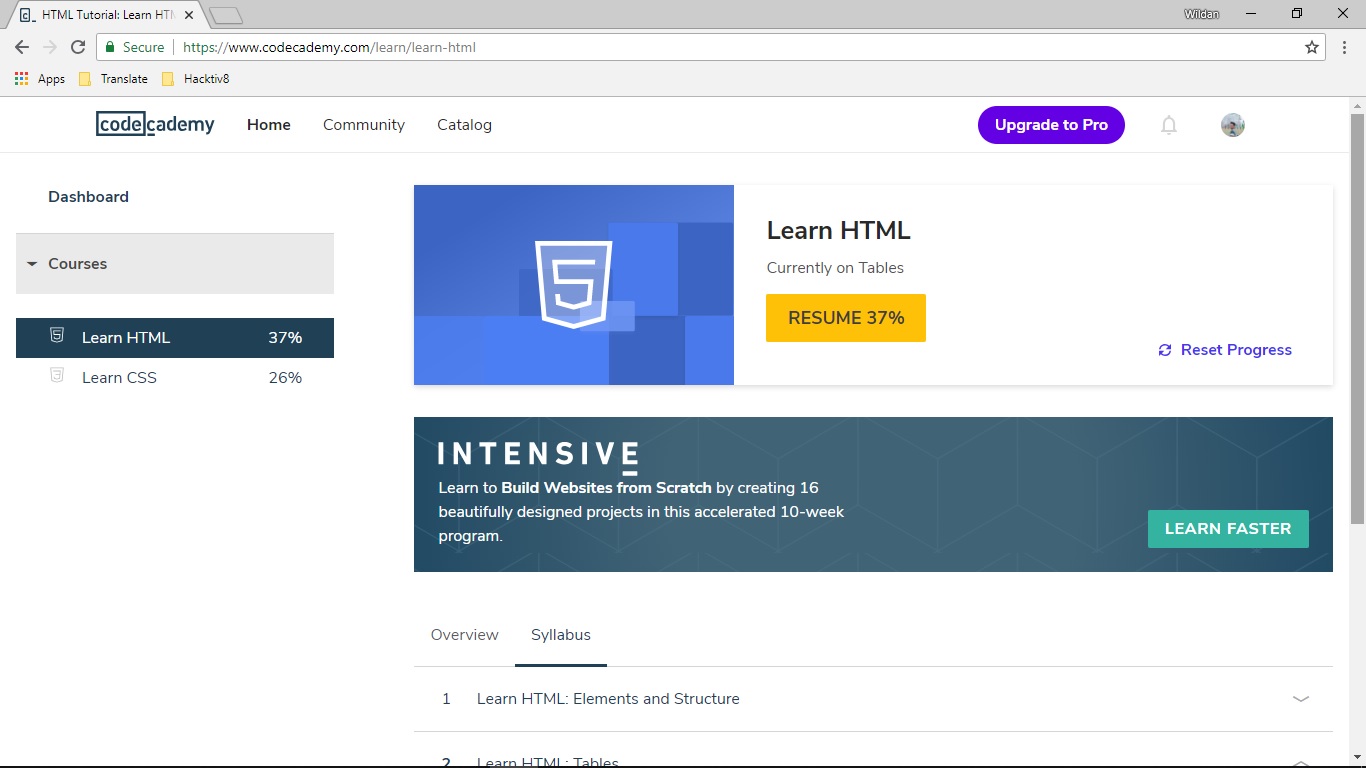 HTML Tutorial: Learn HTM
Wildan
Secure https://www.codecademy.com/learn/learn-html
Apps Translate Hacktiv8
codecademy Home Community Catalog Upgrade to Pro
Dashboard
Courses
Learn HTML 37%
Learn CSS 26%
Learn HTML
Currently on Tables
RESUME 37%
Reset Progress
INTENSIVE
Learn to Build Websites from Scratch by creating 16
beautifully designed projects in this accelerated 10-week
program.
LEARN FASTER
Overview Syllabus
1 Learn HTML: Elements and Structure
2 Learn HTML: Tables